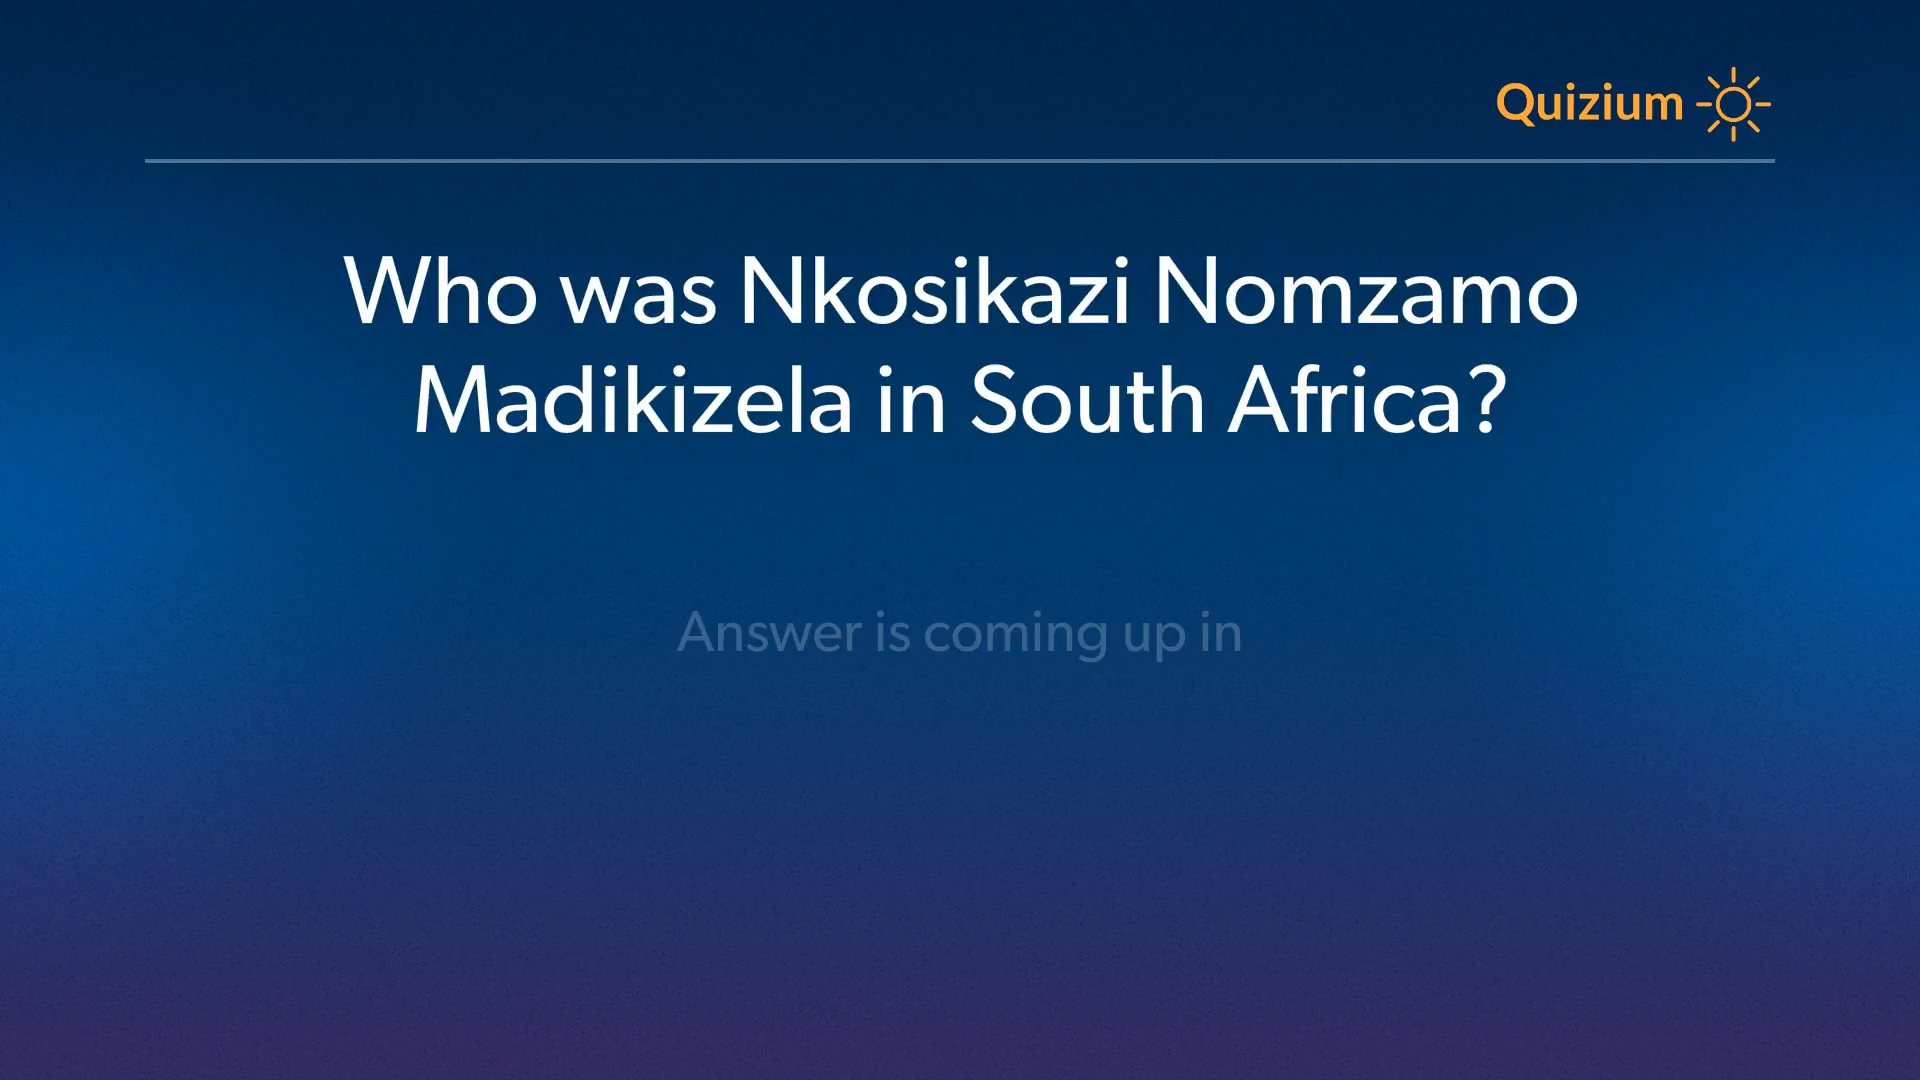 Quizium
Who was Nkosikazi Nomzamo
Madikizela in South Africa?
Answer is coming up in